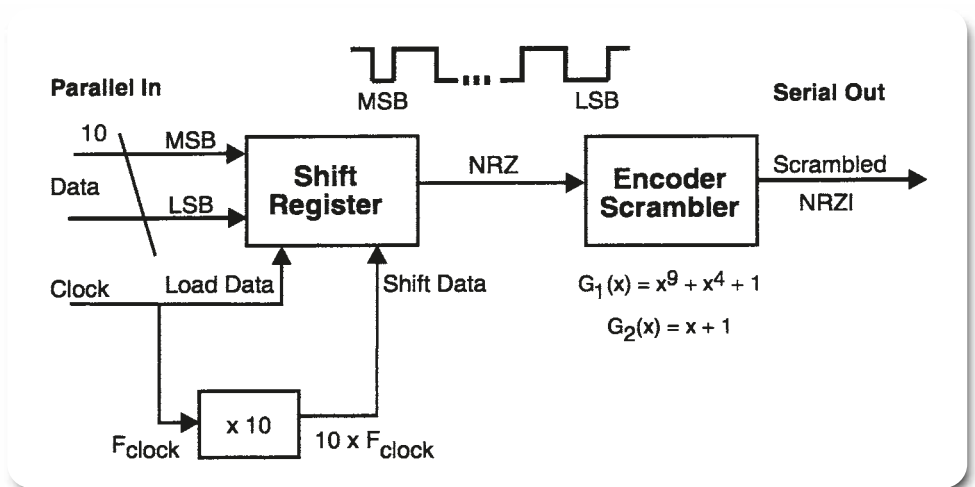 Parallel In
MSB
LSB
Serial Out
10
MSB
Data
LSB
Shift
Register
NRZ
Encoder
Scrambler
Scrambled
NRZI
Clock
Load Data
Shift Data
G₁(x) = x⁹ + x⁴ + 1
G₂(x) = x + 1
Fclock
x 10
10 x Fclock